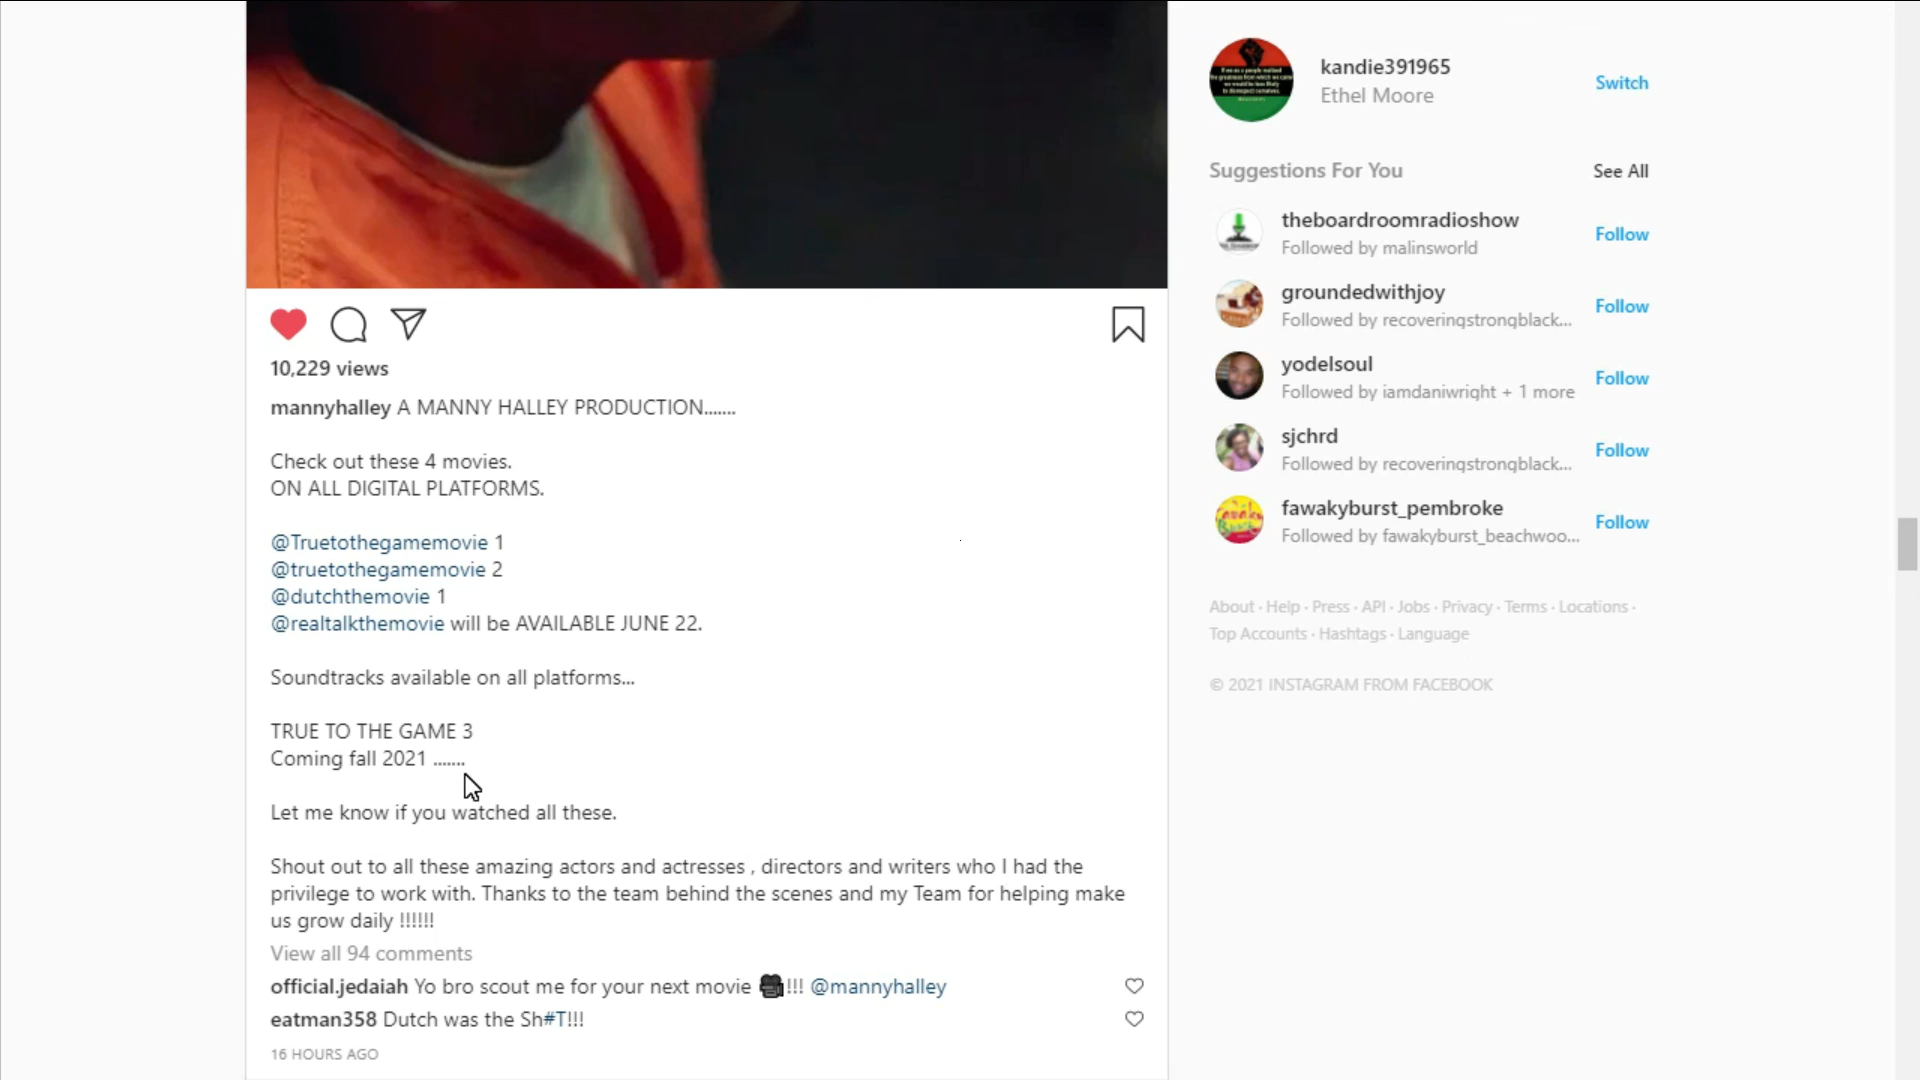 kandie391965
Ethel Moore
Switch
Suggestions For You
See All
theboardroomradioshow
Followed by malinsworld
Follow
groundedwithjoy
Followed by recoveringstrongblack...
Follow
yodelsoul
Followed by iamdaniwright + 1 more
Follow
sjchrd
Followed by recoveringstrongblack...
Follow
fawakyburst_pembroke
Followed by fawakyburst_beachwoo...
Follow
About · Help · Press · API · Jobs · Privacy · Terms · Locations ·
Top Accounts · Hashtags · Language
© 2021 INSTAGRAM FROM FACEBOOK
10,229 views
mannyhalley A MANNY HALLEY PRODUCTION.......
Check out these 4 movies.
ON ALL DIGITAL PLATFORMS.
@Truetothegamemovie 1
@truetothegamemovie 2
@dutchthemovie 1
@realtalkthemovie will be AVAILABLE JUNE 22.
Soundtracks available on all platforms...
TRUE TO THE GAME 3
Coming fall 2021 .......
Let me know if you watched all these.
Shout out to all these amazing actors and actresses , directors and writers who I had the
privilege to work with. Thanks to the team behind the scenes and my Team for helping make
us grow daily !!!!!!
View all 94 comments
official.jedaiah Yo bro scout me for your next movie 🎥!!! @mannyhalley
eatman358 Dutch was the Sh#T!!!
16 HOURS AGO